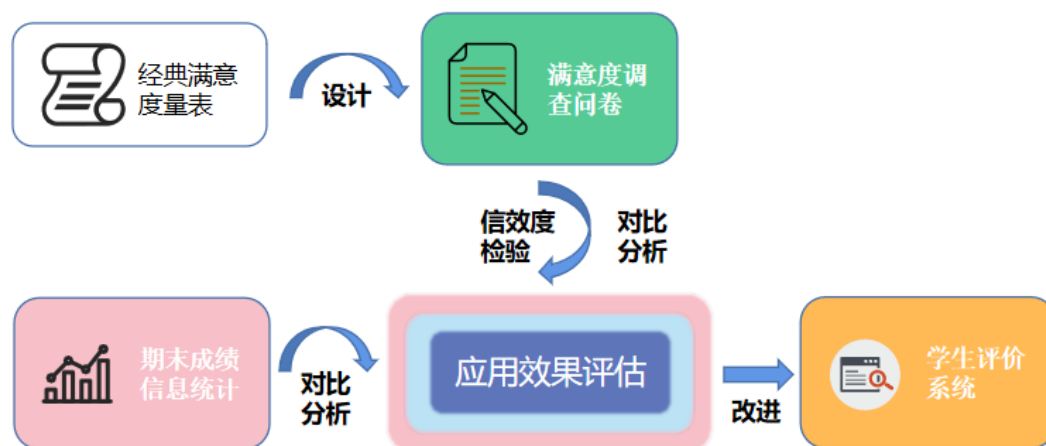 经典满意
度量表
设计
满意度调
查问卷
信效度
检验
对比
分析
期末成绩
信息统计
对比
分析
应用效果评估
改进
学生评价
系统